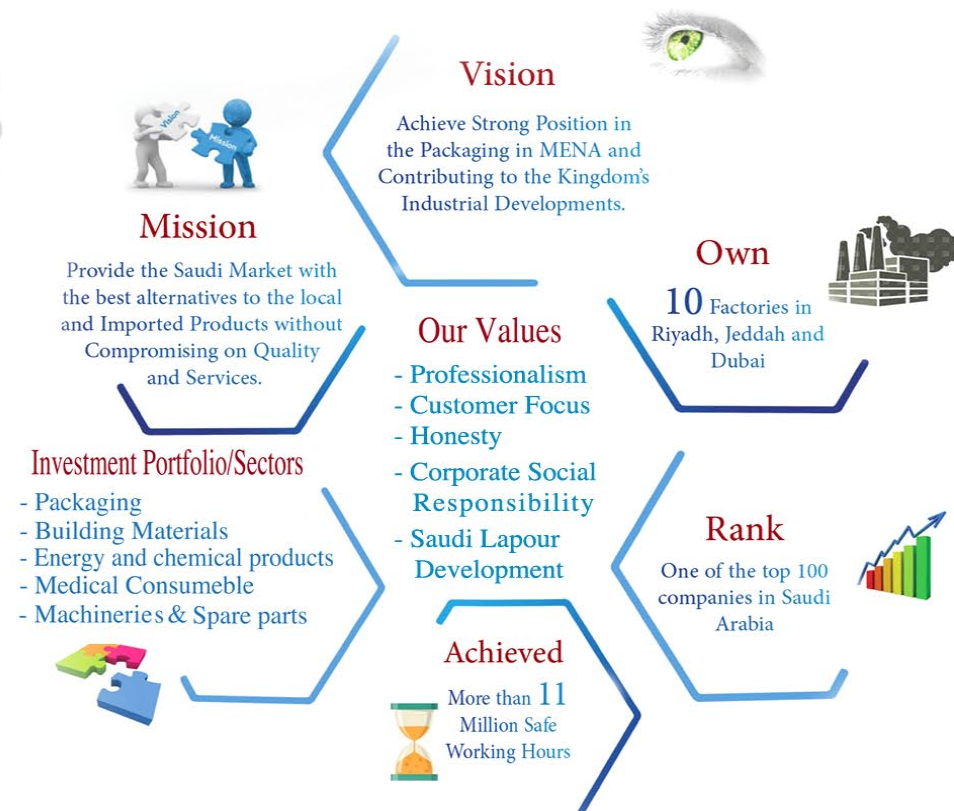 Vision
Achieve Strong Position in
the Packaging in MENA and
Contributing to the Kingdom's
Industrial Developments.
Vision
Mission
Mission
Provide the Saudi Market with
the best alternatives to the local
and Imported Products without
Compromising on Quality
and Services.
Own
10 Factories in
Riyadh, Jeddah and
Dubai
Our Values
- Professionalism
- Customer Focus
- Honesty
- Corporate Social
Responsibility
- Saudi Lapour
Development
Investment Portfolio/Sectors
- Packaging
- Building Materials
- Energy and chemical products
- Medical Consumeble
- Machineries & Spare parts
Rank
One of the top 100
companies in Saudi
Arabia
Achieved
More than 11
Million Safe
Working Hours